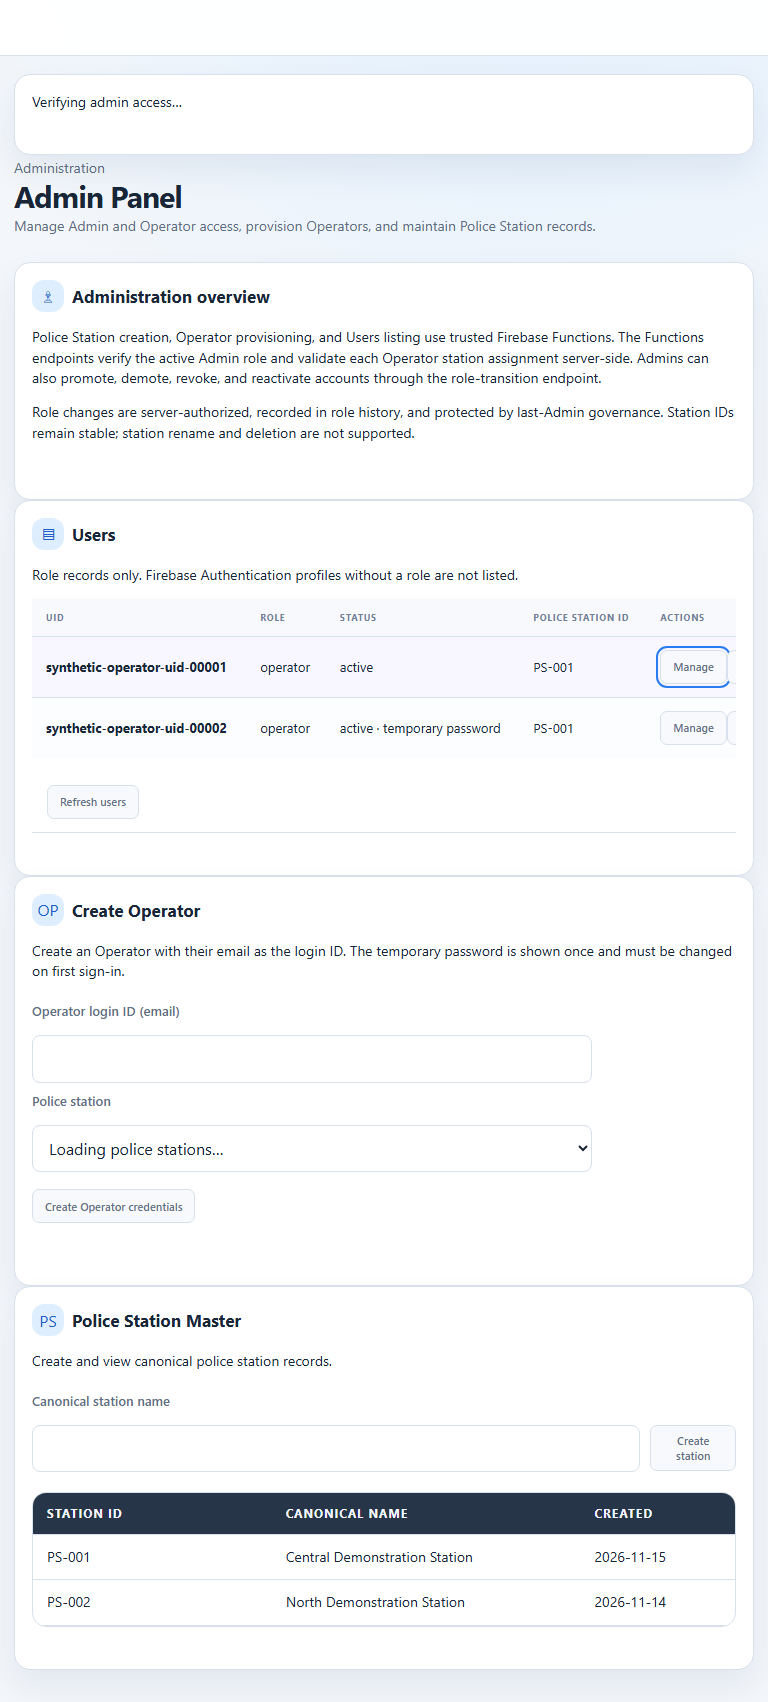 Verifying admin access...
Administration
Admin Panel
Manage Admin and Operator access, provision Operators, and maintain Police Station records.
Administration overview
Police Station creation, Operator provisioning, and Users listing use trusted Firebase Functions. The Functions
endpoints verify the active Admin role and validate each Operator station assignment server-side. Admins can
also promote, demote, revoke, and reactivate accounts through the role-transition endpoint.
Role changes are server-authorized, recorded in role history, and protected by last-Admin governance. Station IDs
remain stable; station rename and deletion are not supported.
Users
Role records only. Firebase Authentication profiles without a role are not listed.
UID ROLE STATUS POLICE STATION ID ACTIONS
synthetic-operator-uid-00001 operator active PS-001 Manage
synthetic-operator-uid-00002 operator active · temporary password PS-001 Manage
Refresh users
OP Create Operator
Create an Operator with their email as the login ID. The temporary password is shown once and must be changed
on first sign-in.
Operator login ID (email)
Police station
Loading police stations...
Create Operator credentials
PS Police Station Master
Create and view canonical police station records.
Canonical station name
Create
station
STATION ID CANONICAL NAME CREATED
PS-001 Central Demonstration Station 2026-11-15
PS-002 North Demonstration Station 2026-11-14